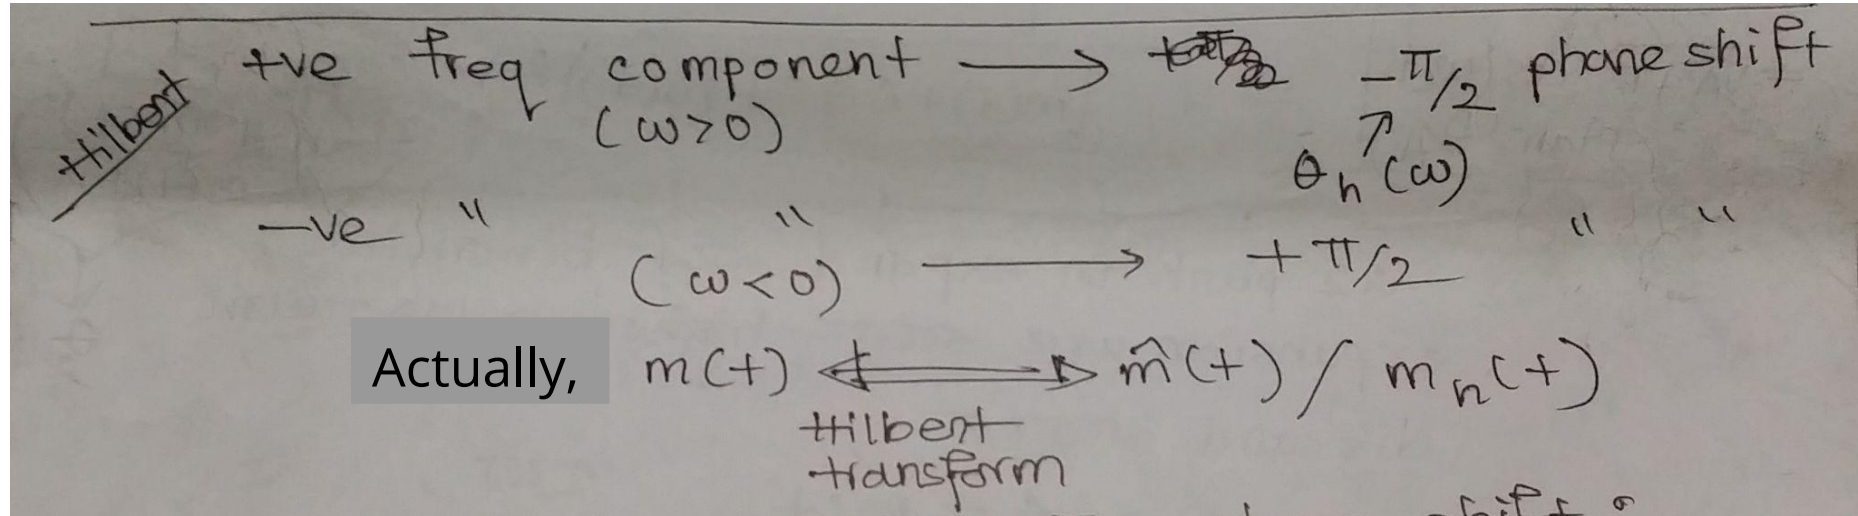 Hilbert
+ve freq component → -π/2 phase shift
(ω>0)
↑
θh(ω)
-ve " " → +π/2 " "
(ω<0)
Actually, m(t) ⟺ m̂(t) / mh(t)
Hilbert
transform